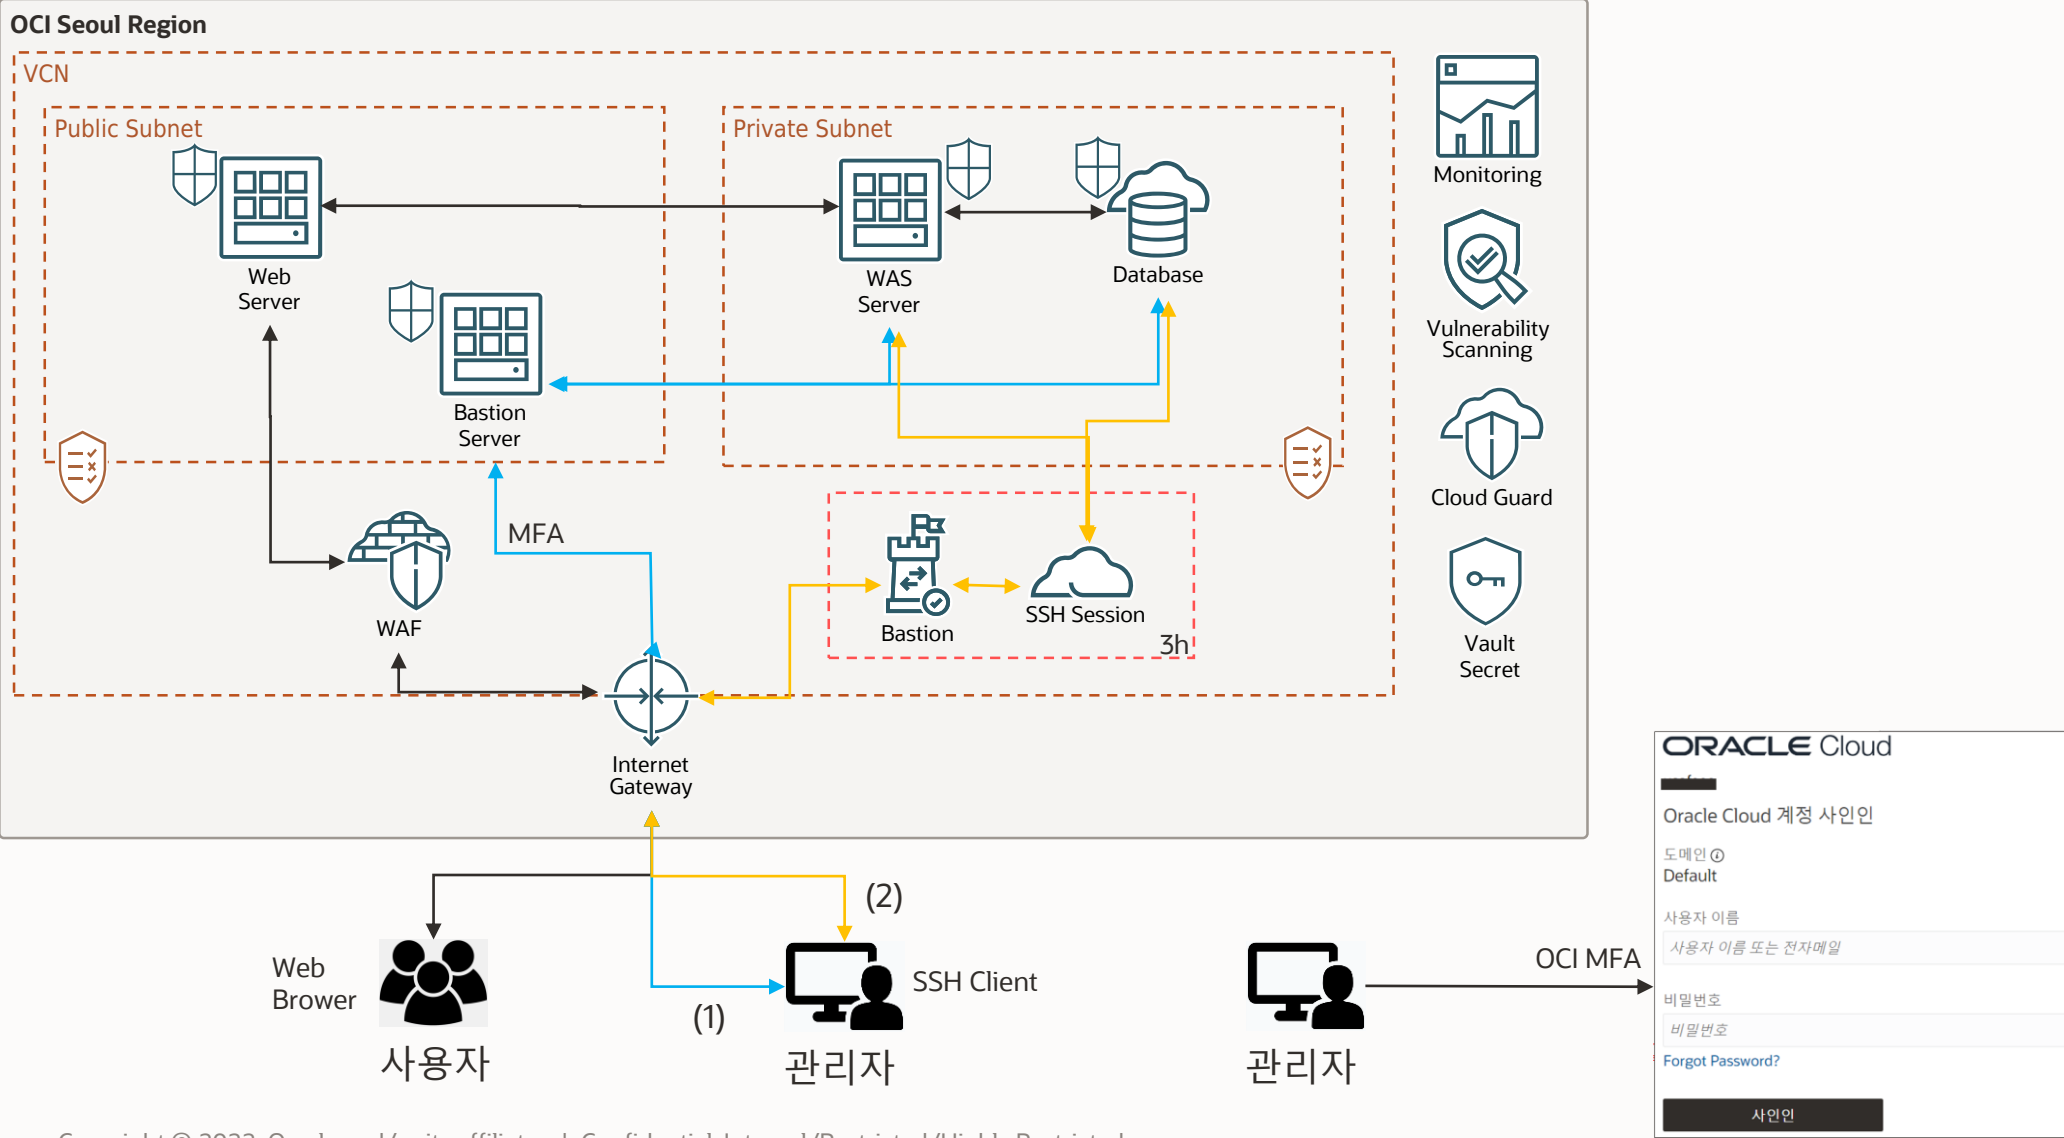 OCI Seoul Region
VCN
Public Subnet
Private Subnet
Web
Server
WAS
Server
Database
Bastion
Server
MFA
WAF
Bastion
SSH Session
3h
Internet
Gateway
Monitoring
Vulnerability
Scanning
Cloud Guard
Vault
Secret
(2)
(1)
Web
Brower
사용자
SSH Client
관리자
관리자
OCI MFA
ORACLE Cloud
Oracle Cloud 계정 사인인
도메인
Default
사용자 이름
사용자 이름 또는 전자메일
비밀번호
비밀번호
Forgot Password?
사인인